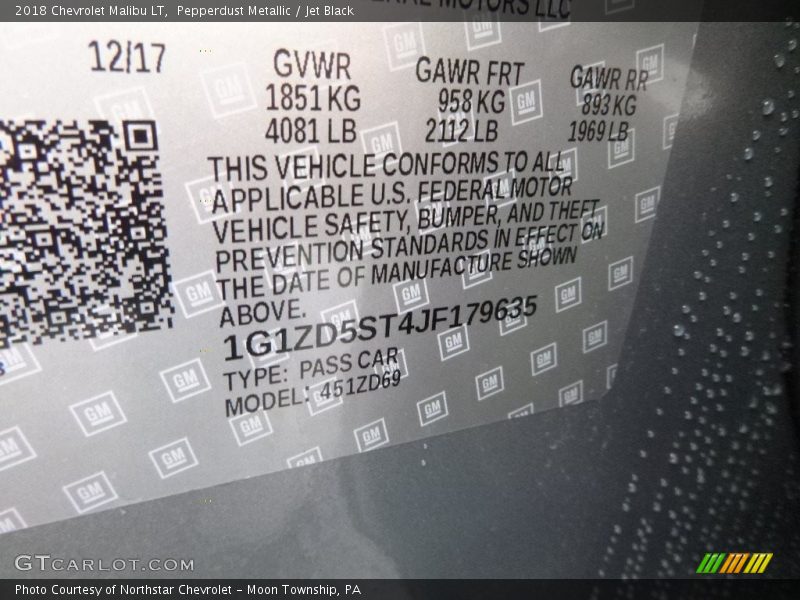 2018 Chevrolet Malibu LT, Pepperdust Metallic / Jet Black
MOTORS LLC
12/17
GVWR
1851 KG
4081 LB
GAWR FRT
958 KG
2112 LB
GAWR RR
893 KG
1969 LB
THIS VEHICLE CONFORMS TO ALL
APPLICABLE U.S. FEDERAL MOTOR
VEHICLE SAFETY, BUMPER, AND THEFT
PREVENTION STANDARDS IN EFFECT ON
THE DATE OF MANUFACTURE SHOWN
ABOVE.
1G1ZD5ST4JF179635
TYPE: PASS CAR
MODEL: 451ZD69
GTCARLOT.COM
Photo Courtesy of Northstar Chevrolet - Moon Township, PA